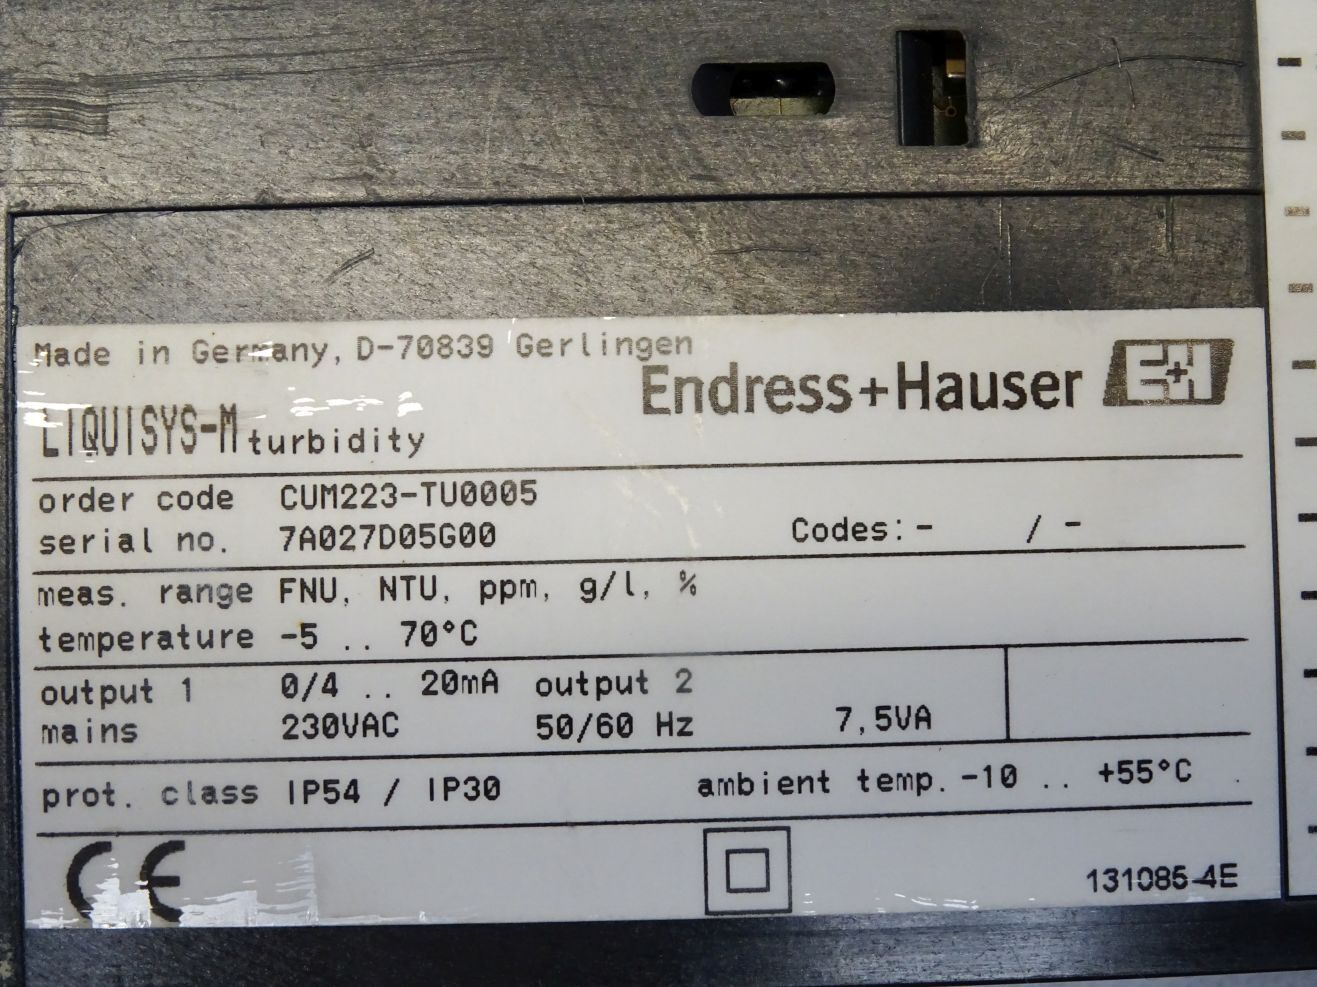 Made in Germany, D-70839 Gerlingen
Endress+Hauser E+H
LIQUISYS-M turbidity
order code CUM223-TU0005
serial no. 7A027D05G00 Codes: - / -
meas. range FNU, NTU, ppm, g/l, %
temperature -5 .. 70°C
output 1 0/4 .. 20mA output 2
mains 230VAC 50/60 Hz 7,5VA
prot. class IP54 / IP30 ambient temp. -10 .. +55°C .
CE
131085-4E